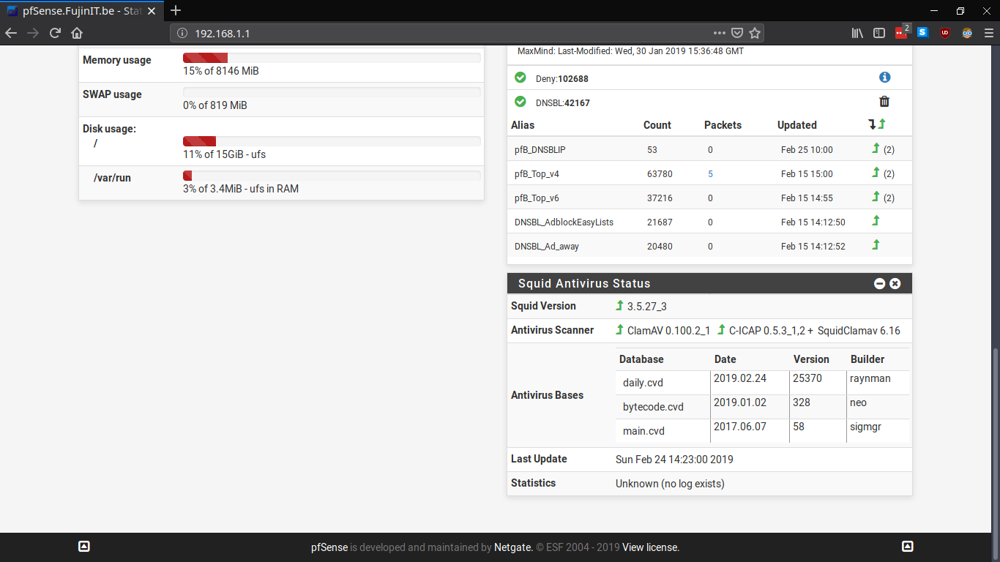 pfSense.FujinIT.be - Stat
192.168.1.1
2
S
UD
Memory usage
15% of 8146 MiB
SWAP usage
0% of 819 MiB
Disk usage:
/
11% of 15GiB - ufs
/var/run
3% of 3.4MiB - ufs in RAM
MaxMind: Last-Modified: Wed, 30 Jan 2019 15:36:48 GMT
Deny:102688
DNSBL:42167
Alias Count Packets Updated
pfB_DNSBLIP 53 0 Feb 25 10:00 (2)
pfB_Top_v4 63780 5 Feb 15 15:00 (2)
pfB_Top_v6 37216 0 Feb 15 14:55 (2)
DNSBL_AdblockEasyLists 21687 0 Feb 15 14:12:50
DNSBL_Ad_away 20480 0 Feb 15 14:12:52
Squid Antivirus Status
Squid Version 3.5.27_3
Antivirus Scanner ClamAV 0.100.2_1 C-ICAP 0.5.3_1,2 + SquidClamav 6.16
Antivirus Bases
Database Date Version Builder
daily.cvd 2019.02.24 25370 raynman
bytecode.cvd 2019.01.02 328 neo
main.cvd 2017.06.07 58 sigmgr
Last Update Sun Feb 24 14:23:00 2019
Statistics Unknown (no log exists)
pfSense is developed and maintained by Netgate. © ESF 2004 - 2019 View license.